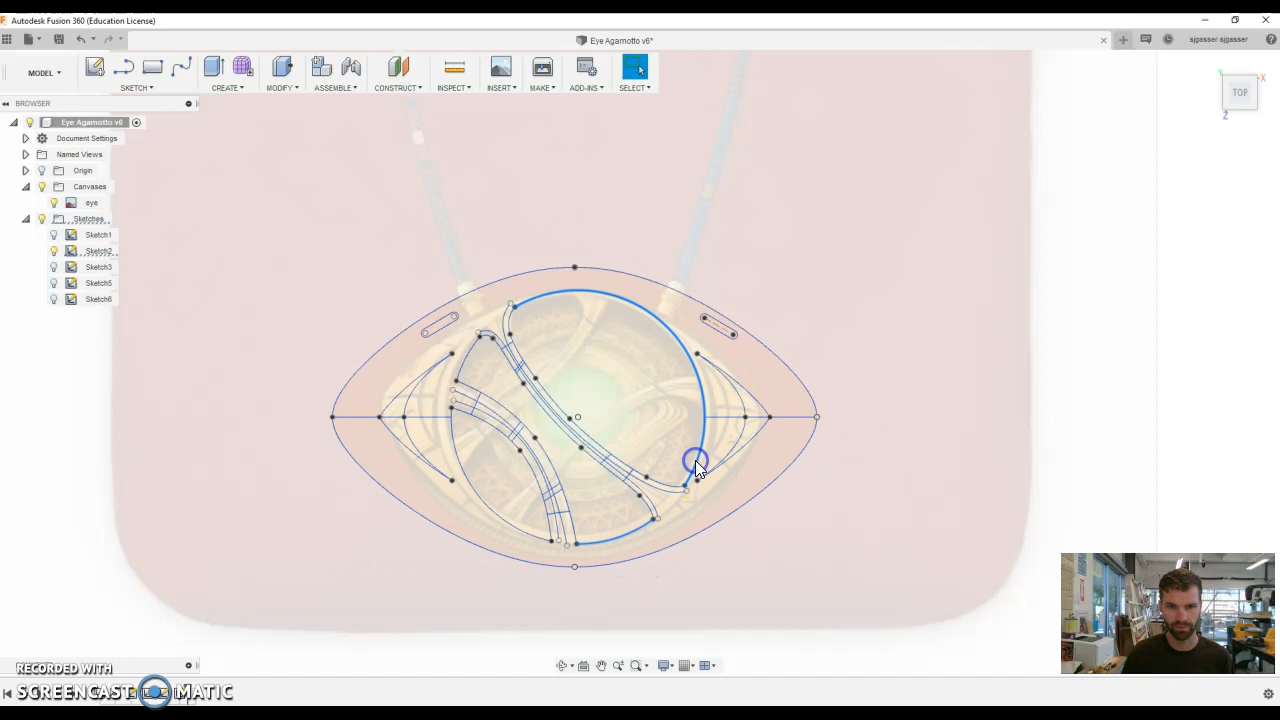 Autodesk Fusion 360 (Education License)
Eye Agamotto v6*
sjgasser sjgasser
MODEL
SKETCH
CREATE
MODIFY
ASSEMBLE
CONSTRUCT
INSPECT
INSERT
MAKE
ADD-INS
SELECT
TOP
X
Z
BROWSER
Eye Agamotto v6
Document Settings
Named Views
Origin
Canvases
eye
Sketches
Sketch1
Sketch2
Sketch3
Sketch5
Sketch6
RECORDED WITH
SCREENCAST MATIC